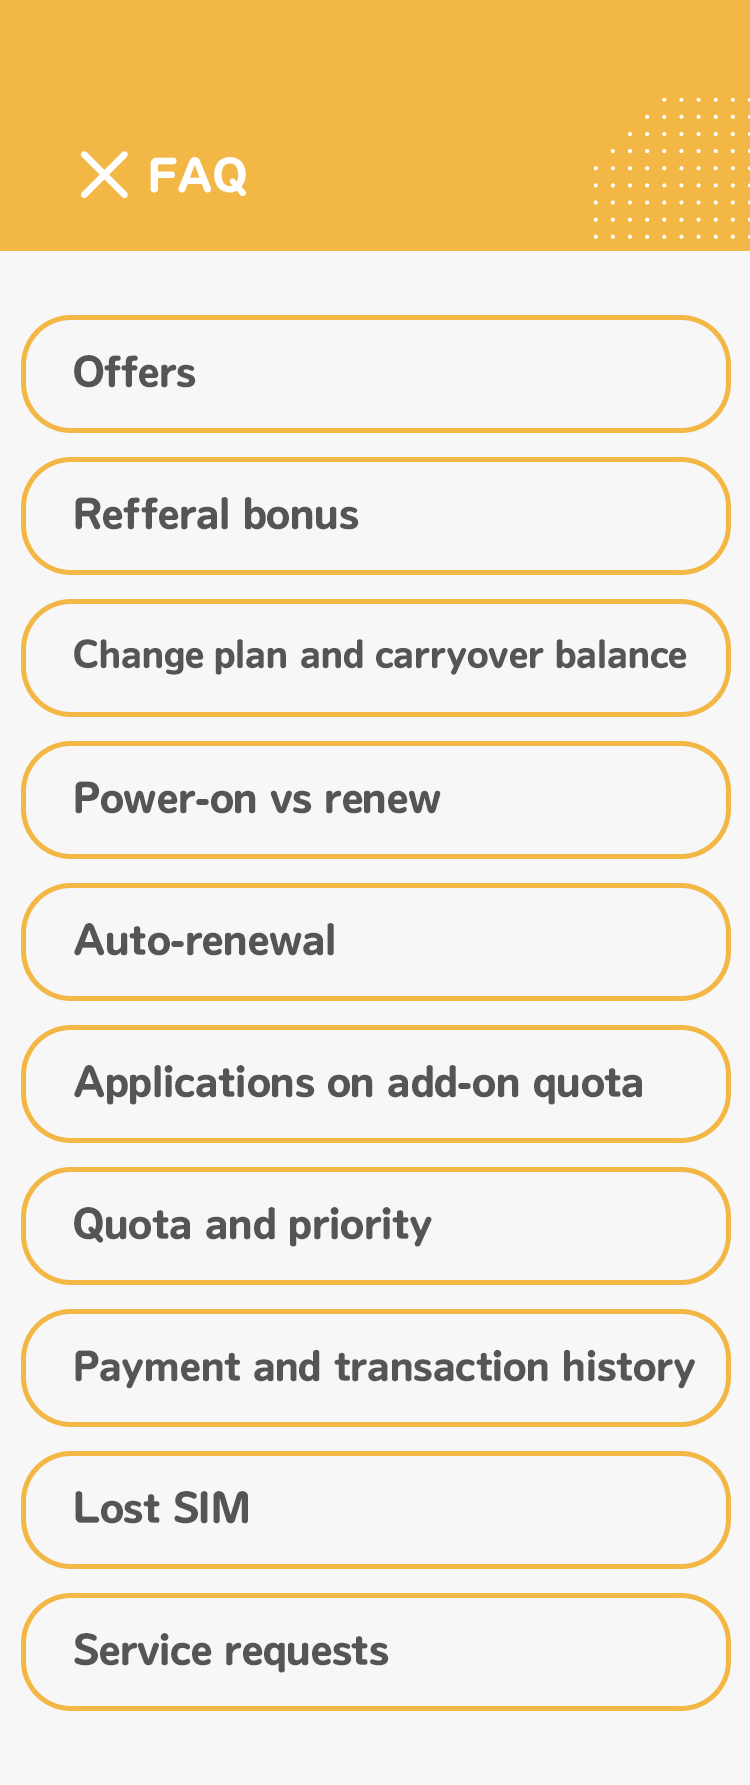 FAQ
Offers
Refferal bonus
Change plan and carryover balance
Power-on vs renew
Auto-renewal
Applications on add-on quota
Quota and priority
Payment and transaction history
Lost SIM
Service requests